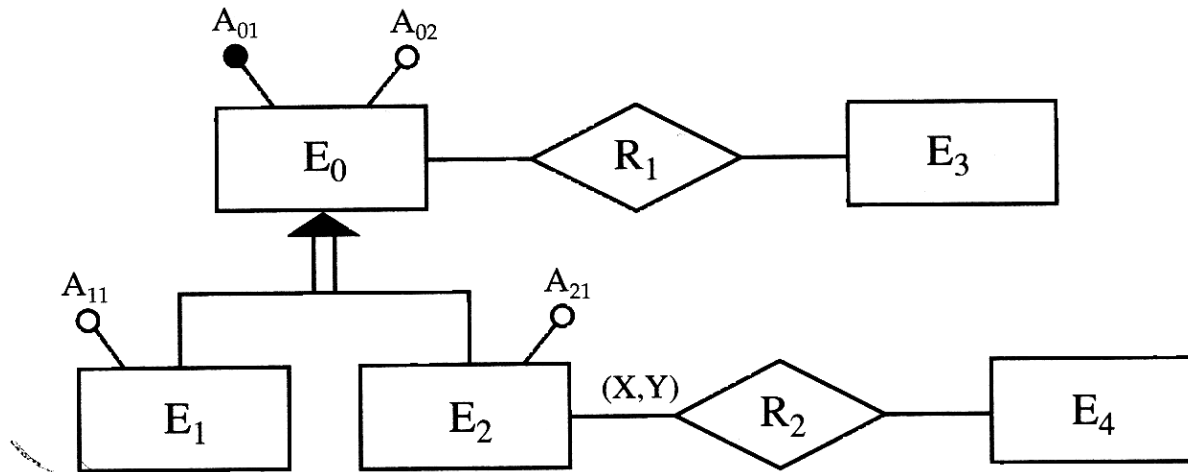 A₀₁ A₀₂
E₀ R₁ E₃
A₁₁ A₂₁
(X,Y)
E₁ E₂ R₂ E₄